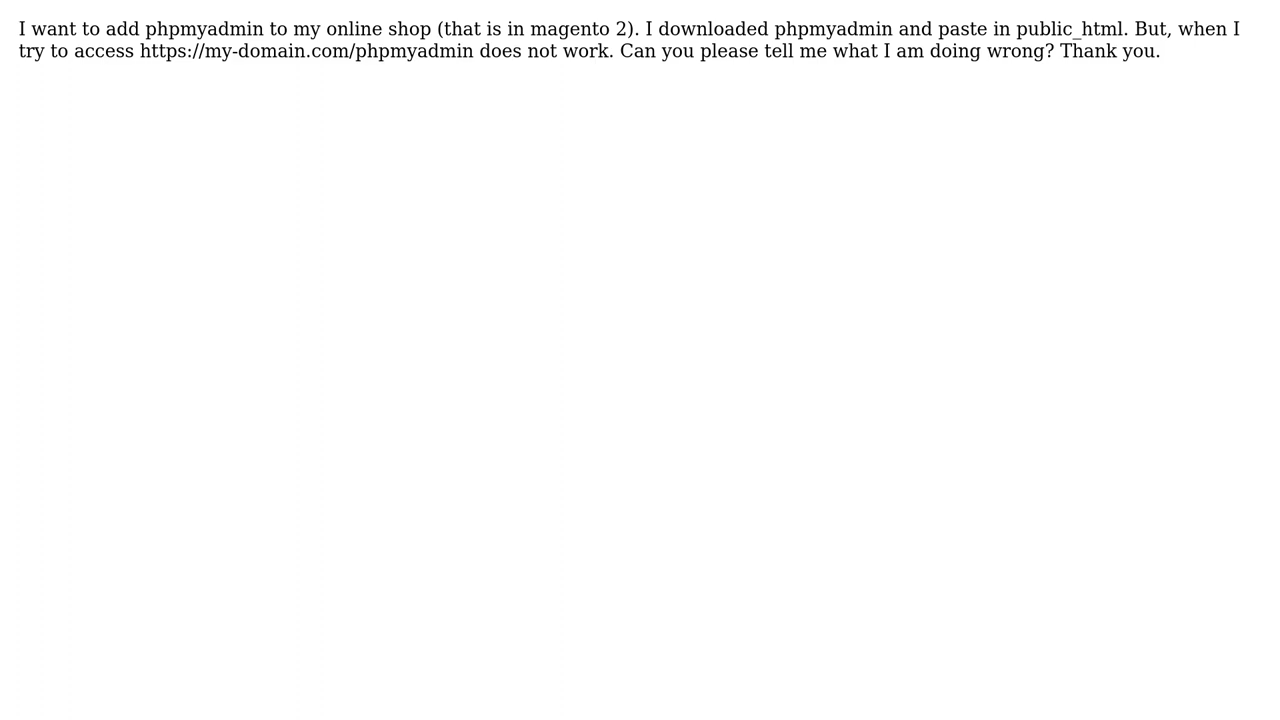 I want to add phpmyadmin to my online shop (that is in magento 2). I downloaded phpmyadmin and paste in public_html. But, when I
try to access https://my-domain.com/phpmyadmin does not work. Can you please tell me what I am doing wrong? Thank you.